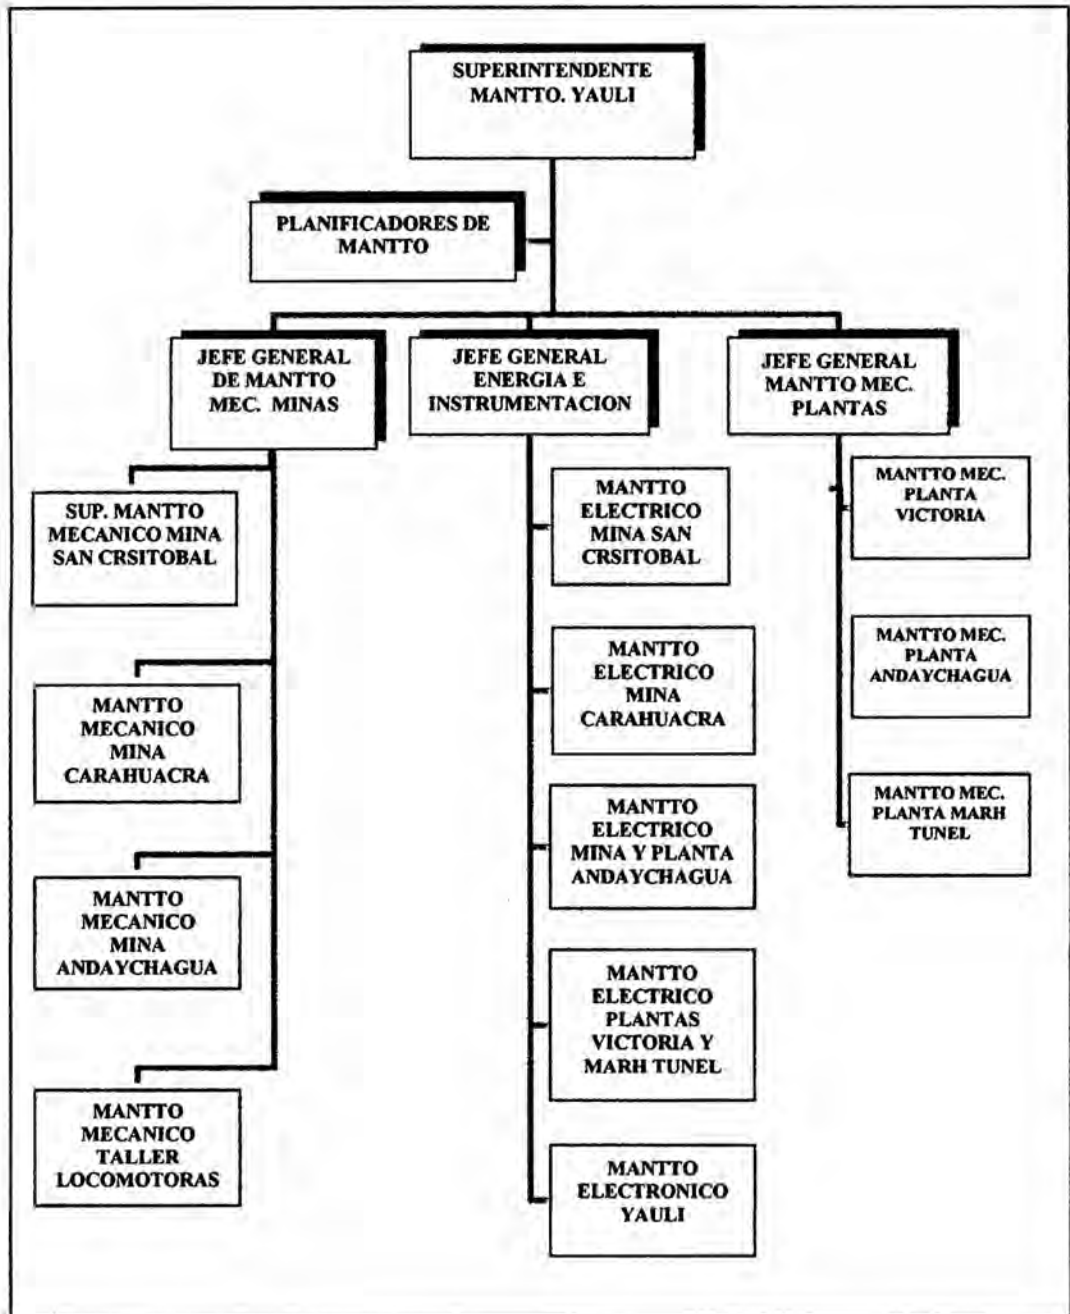 SUPERINTENDENTE
MANTTO. YAULI
PLANIFICADORES DE
MANTTO
JEFE GENERAL
DE MANTTO
MEC. MINAS
JEFE GENERAL
ENERGIA E
INSTRUMENTACION
JEFE GENERAL
MANTTO MEC.
PLANTAS
SUP. MANTTO
MECANICO MINA
SAN CRSITOBAL
MANTTO
MECANICO
MINA
CARAHUACRA
MANTTO
MECANICO
MINA
ANDAYCHAGUA
MANTTO
MECANICO
TALLER
LOCOMOTORAS
MANTTO
ELECTRICO
MINA SAN
CRSITOBAL
MANTTO
ELECTRICO
MINA
CARAHUACRA
MANTTO
ELECTRICO
MINA Y PLANTA
ANDAYCHAGUA
MANTTO
ELECTRICO
PLANTAS
VICTORIA Y
MARH TUNEL
MANTTO
ELECTRONICO
YAULI
MANTTO MEC.
PLANTA
VICTORIA
MANTTO MEC.
PLANTA
ANDAYCHAGUA
MANTTO MEC.
PLANTA MARH
TUNEL